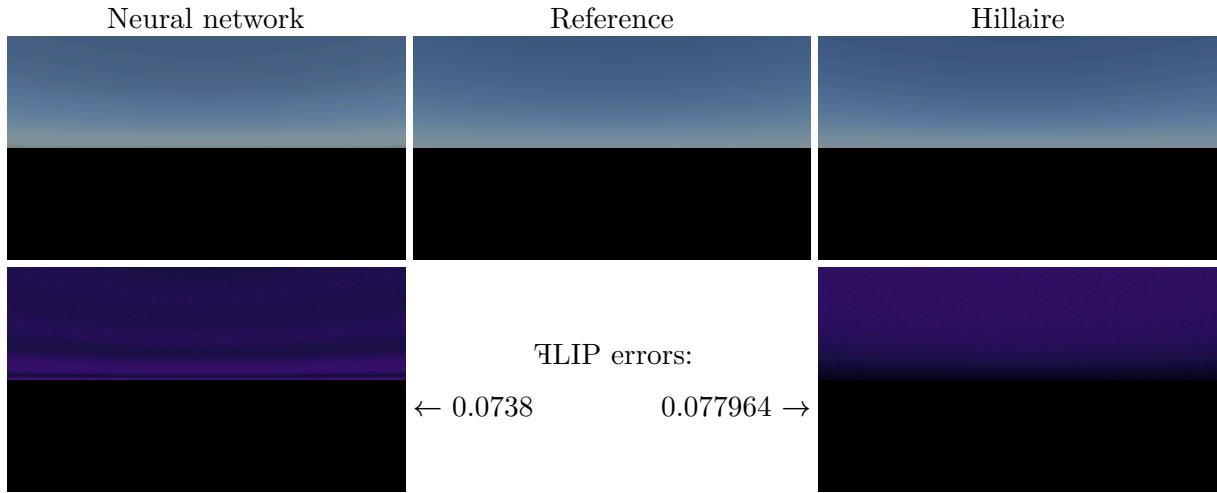 Neural network Reference Hillaire
ꟻLIP errors:
← 0.0738 0.077964 →